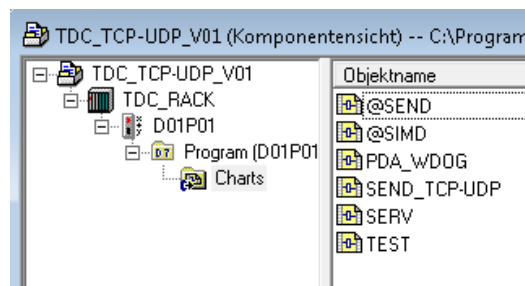 TDC_TCP-UDP_V01 (Komponentensicht) -- C:\Program
TDC_TCP-UDP_V01
TDC_RACK
D01P01
Program (D01P01
Charts
Objektname
@SEND
@SIMD
PDA_WDOG
SEND_TCP-UDP
SERV
TEST